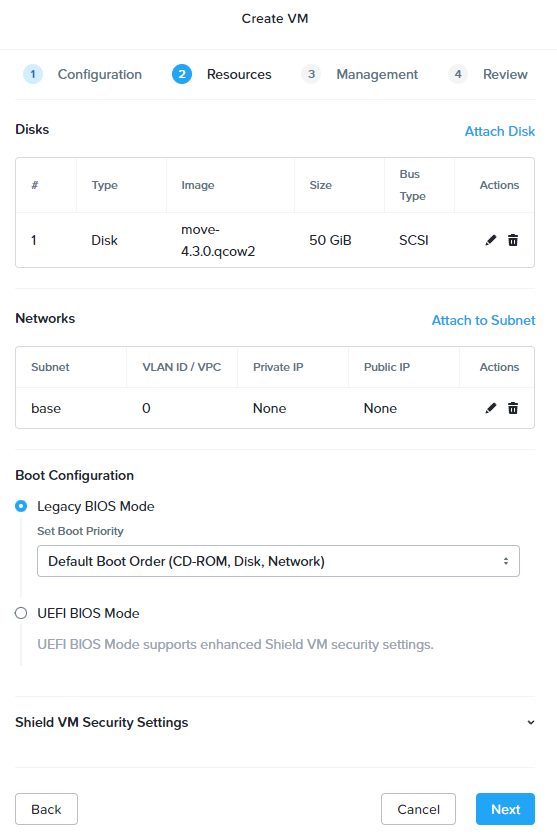 Create VM
1 Configuration 2 Resources 3 Management 4 Review
Disks Attach Disk
# Type Image Size Bus Type Actions
1 Disk move-4.3.0.qcow2 50 GiB SCSI
Networks Attach to Subnet
Subnet VLAN ID / VPC Private IP Public IP Actions
base 0 None None
Boot Configuration
Legacy BIOS Mode
Set Boot Priority
Default Boot Order (CD-ROM, Disk, Network)
UEFI BIOS Mode
UEFI BIOS Mode supports enhanced Shield VM security settings.
Shield VM Security Settings
Back Cancel Next